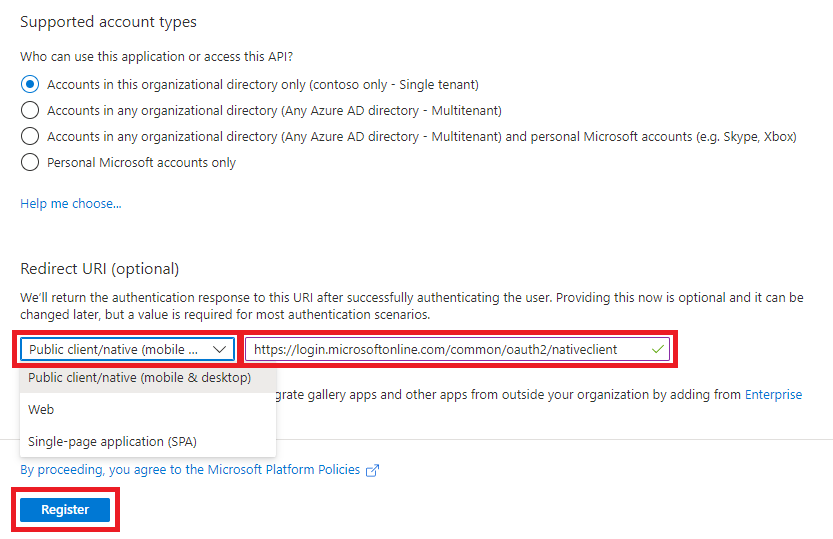 Supported account types
Who can use this application or access this API?
Accounts in this organizational directory only (contoso only - Single tenant)
Accounts in any organizational directory (Any Azure AD directory - Multitenant)
Accounts in any organizational directory (Any Azure AD directory - Multitenant) and personal Microsoft accounts (e.g. Skype, Xbox)
Personal Microsoft accounts only
Help me choose...
Redirect URI (optional)
We'll return the authentication response to this URI after successfully authenticating the user. Providing this now is optional and it can be
changed later, but a value is required for most authentication scenarios.
Public client/native (mobile ... https://login.microsoftonline.com/common/oauth2/nativeclient
Public client/native (mobile & desktop)
grate gallery apps and other apps from outside your organization by adding from Enterprise
Web
Single-page application (SPA)
By proceeding, you agree to the Microsoft Platform Policies
Register